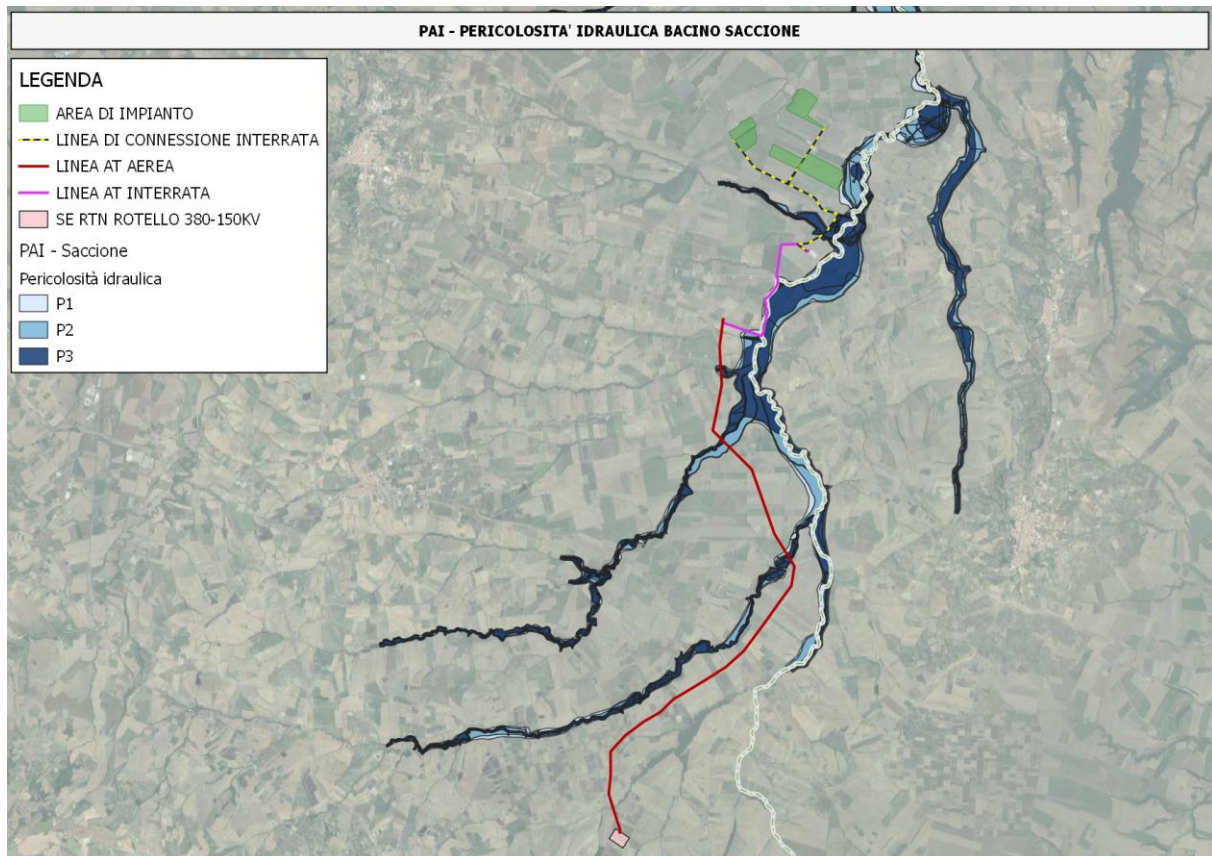 PAI - PERICOLOSITA' IDRAULICA BACINO SACCIONE
LEGENDA
AREA DI IMPIANTO
LINEA DI CONNESSIONE INTERRATA
LINEA AT AEREA
LINEA AT INTERRATA
SE RTN ROTELLO 380-150KV
PAI - Saccione
Pericolosità idraulica
P1
P2
P3